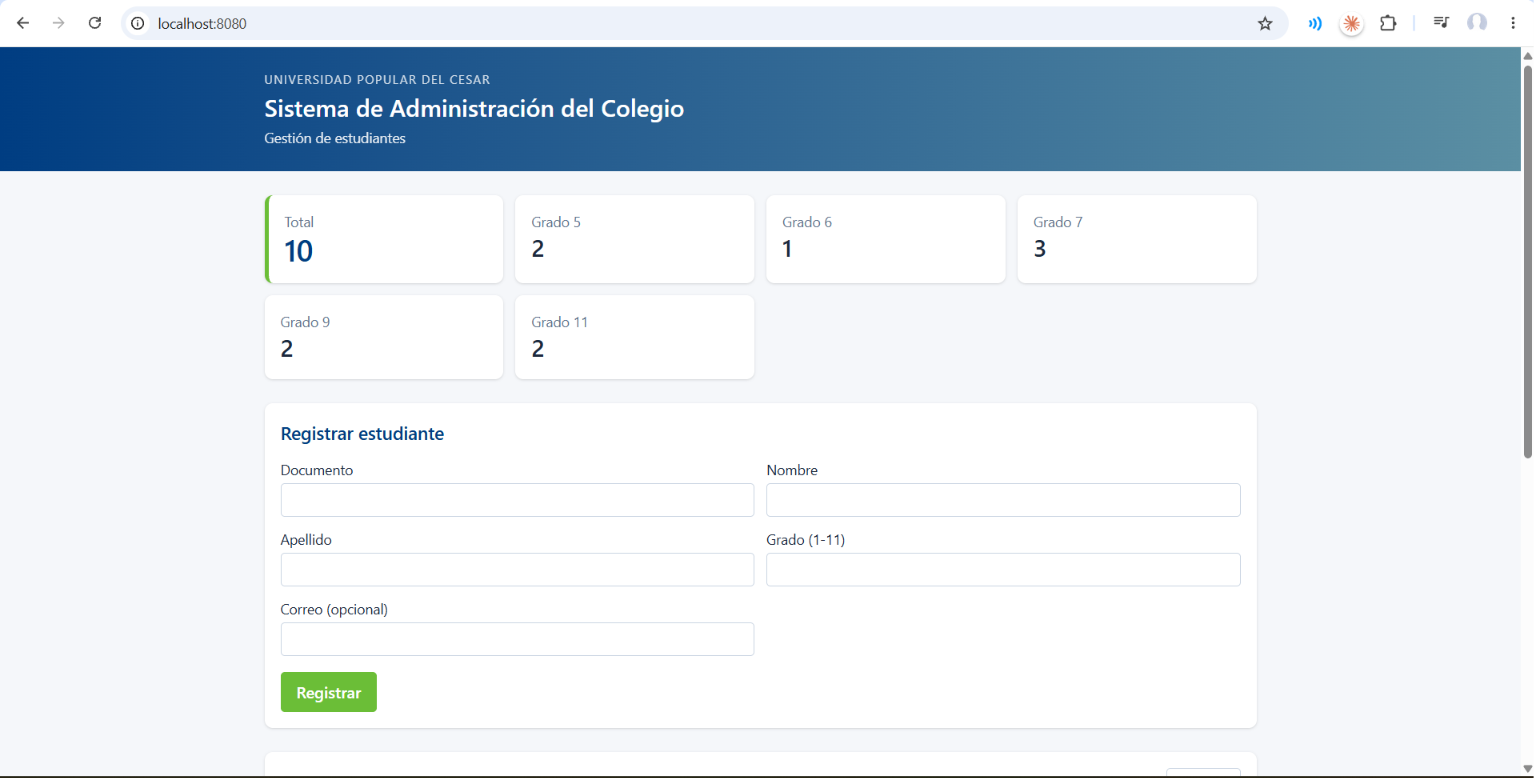 localhost:8080
UNIVERSIDAD POPULAR DEL CESAR
Sistema de Administración del Colegio
Gestión de estudiantes
Total
10
Grado 5
2
Grado 6
1
Grado 7
3
Grado 9
2
Grado 11
2
Registrar estudiante
Documento
Nombre
Apellido
Grado (1-11)
Correo (opcional)
Registrar